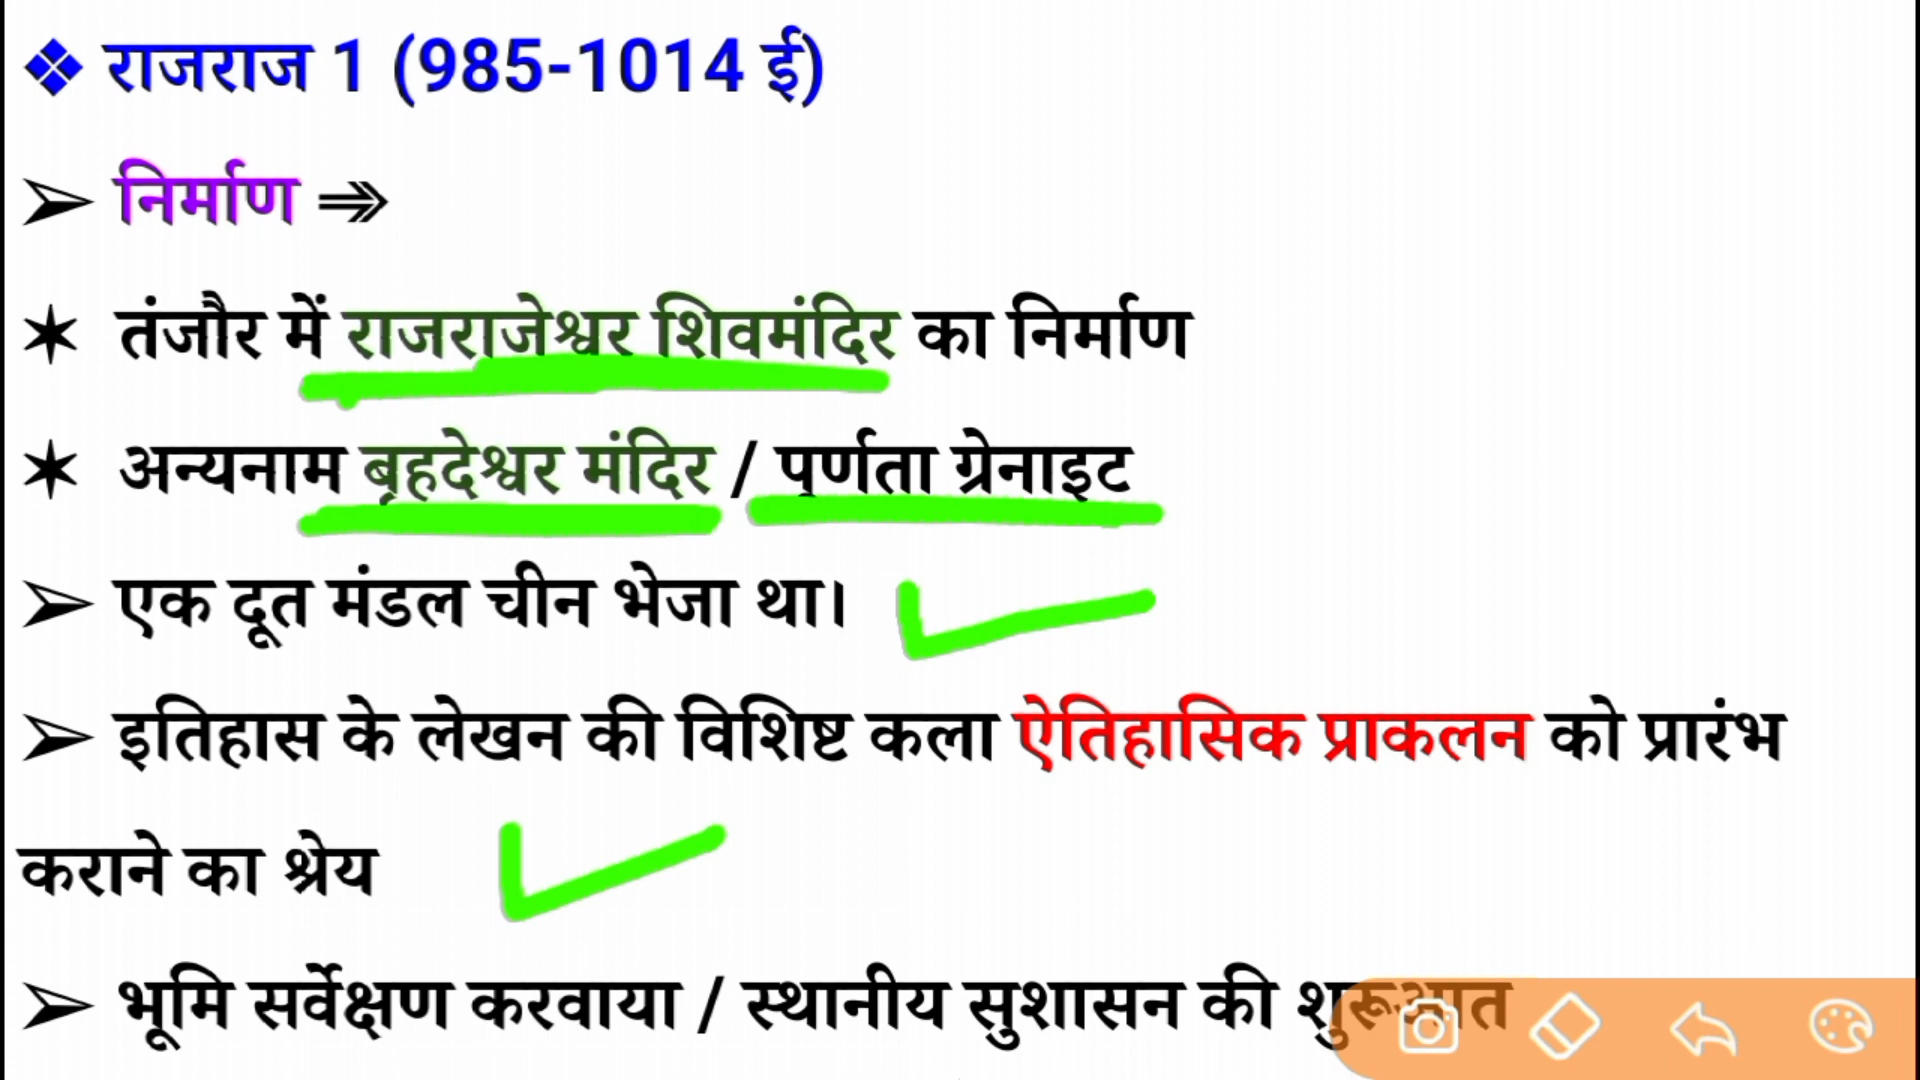 ❖ राजराज 1 (985-1014 ई)
➢ निर्माण ⇒
✶ तंजौर में राजराजेश्वर शिवमंदिर का निर्माण
✶ अन्यनाम बृहदेश्वर मंदिर / पूर्णता ग्रेनाइट
➢ एक दूत मंडल चीन भेजा था।
➢ इतिहास के लेखन की विशिष्ट कला ऐतिहासिक प्राकलन को प्रारंभ
कराने का श्रेय
➢ भूमि सर्वेक्षण करवाया / स्थानीय सुशासन की शुरूआत